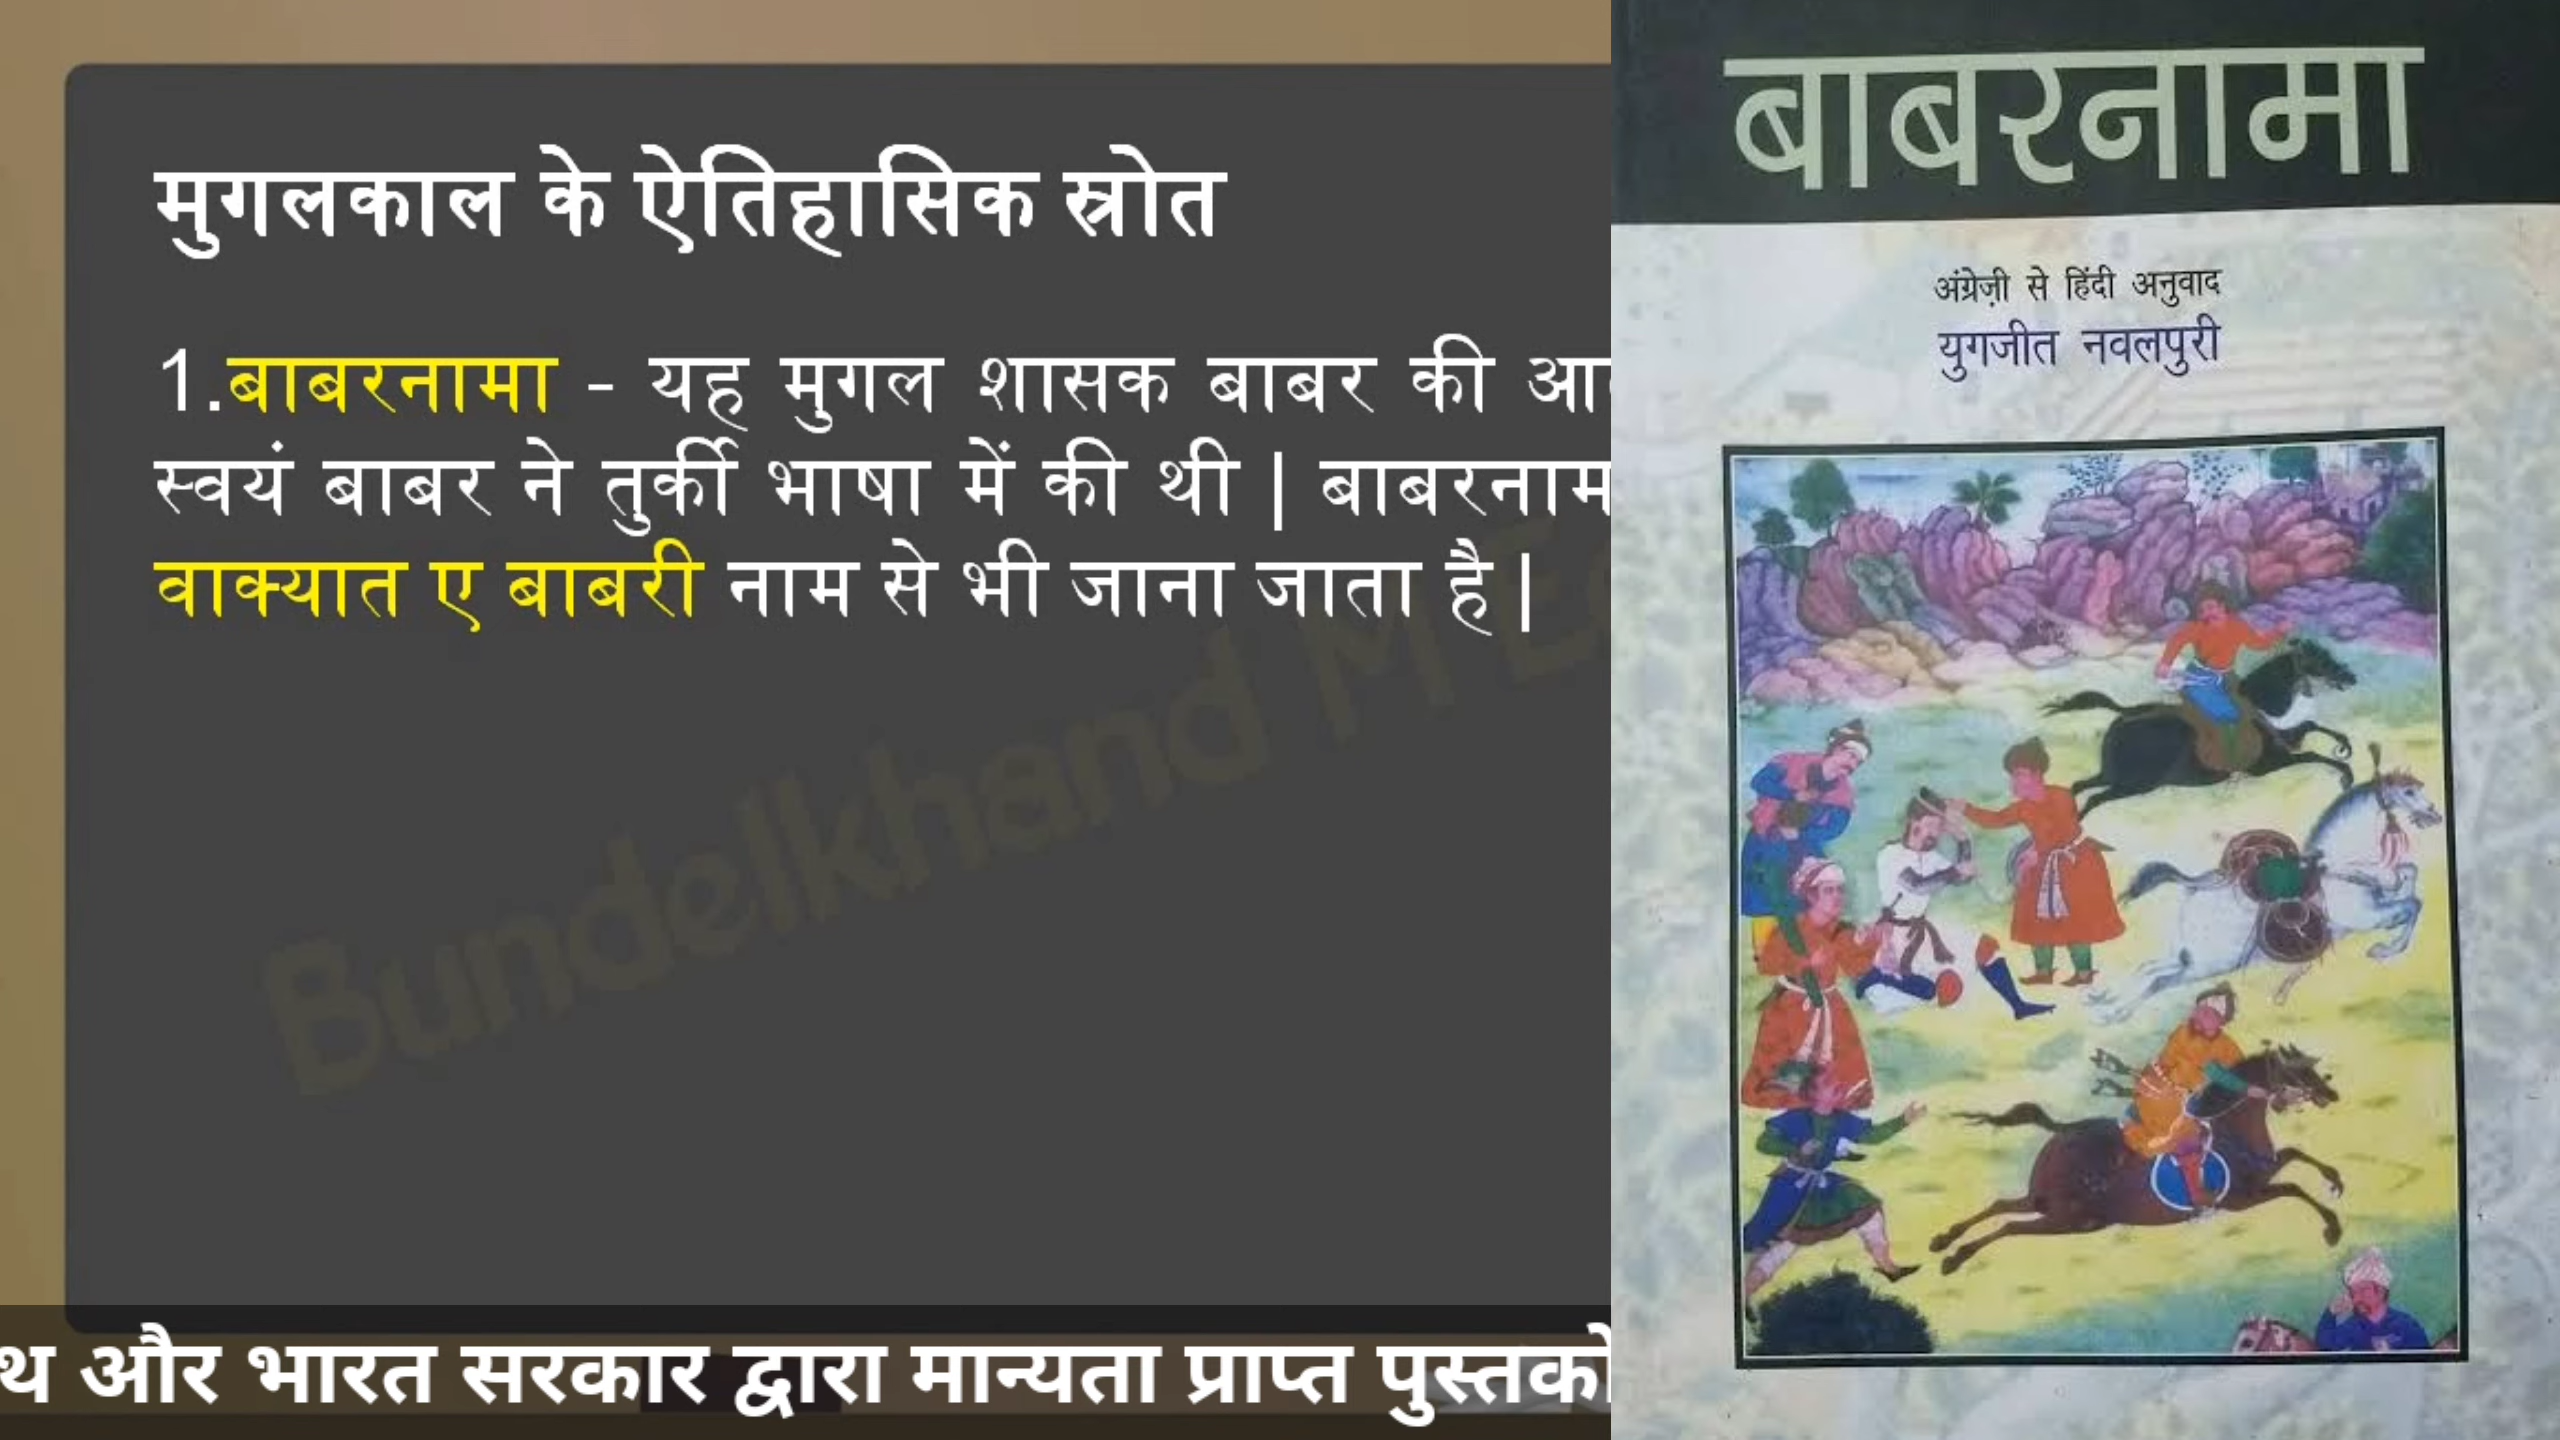 मुगलकाल के ऐतिहासिक स्रोत
1.बाबरनामा - यह मुगल शासक बाबर की
स्वयं बाबर ने तुर्की भाषा में की थी | बाबरनाम
वाक्यात ए बाबरी नाम से भी जाना जाता है |
Bundelkhand M
और भारत सरकार द्वारा मान्यता प्राप्त
बाबरनामा
अंग्रेज़ी से हिंदी अनुवाद
युगजीत नवलपुरी